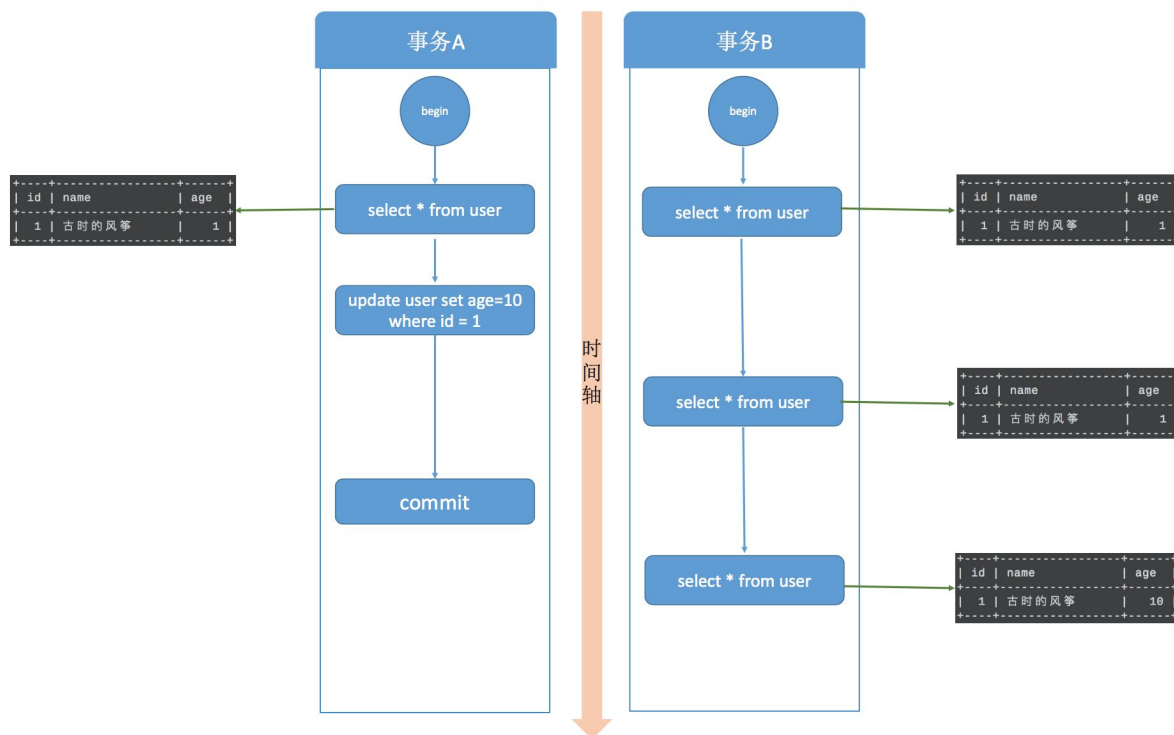 事务A
begin
select * from user
+----+----------------+-----+
| id | name | age |
+----+----------------+-----+
| 1 | 古时的风筝 | 1 |
+----+----------------+-----+
update user set age=10
where id = 1
commit
时
间
轴
事务B
begin
select * from user
+----+----------------+------
| id | name | age
+----+----------------+------
| 1 | 古时的风筝 | 1
+----+----------------+------
select * from user
+----+----------------+------
| id | name | age
+----+----------------+------
| 1 | 古时的风筝 | 1
+----+----------------+------
select * from user
+----+----------------+------+
| id | name | age |
+----+----------------+------+
| 1 | 古时的风筝 | 10 |
+----+----------------+------+